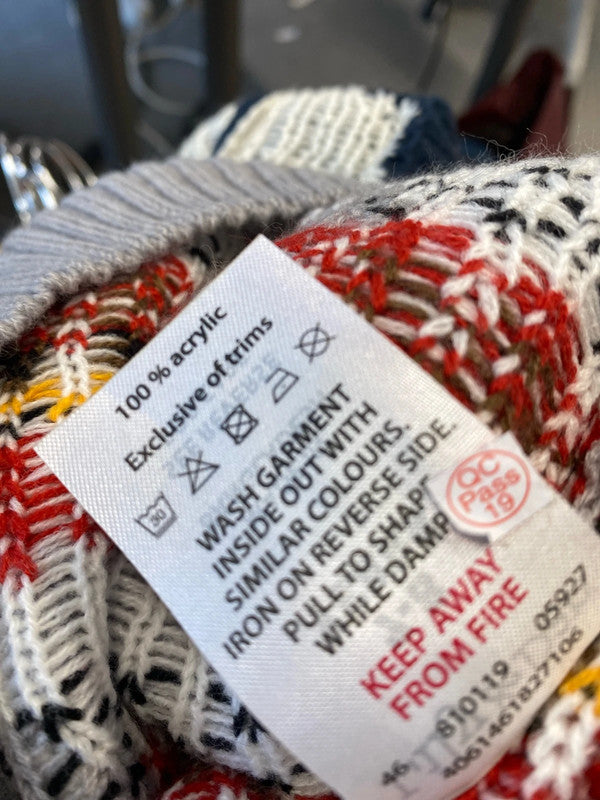 100 % acrylic
Exclusive of trims
30
WASH GARMENT
INSIDE OUT WITH
SIMILAR COLOURS.
IRON ON REVERSE SIDE.
PULL TO SHAPE
WHILE DAMP
QC
Pass
19
KEEP AWAY
FROM FIRE
46 810119 05927
4061461827106